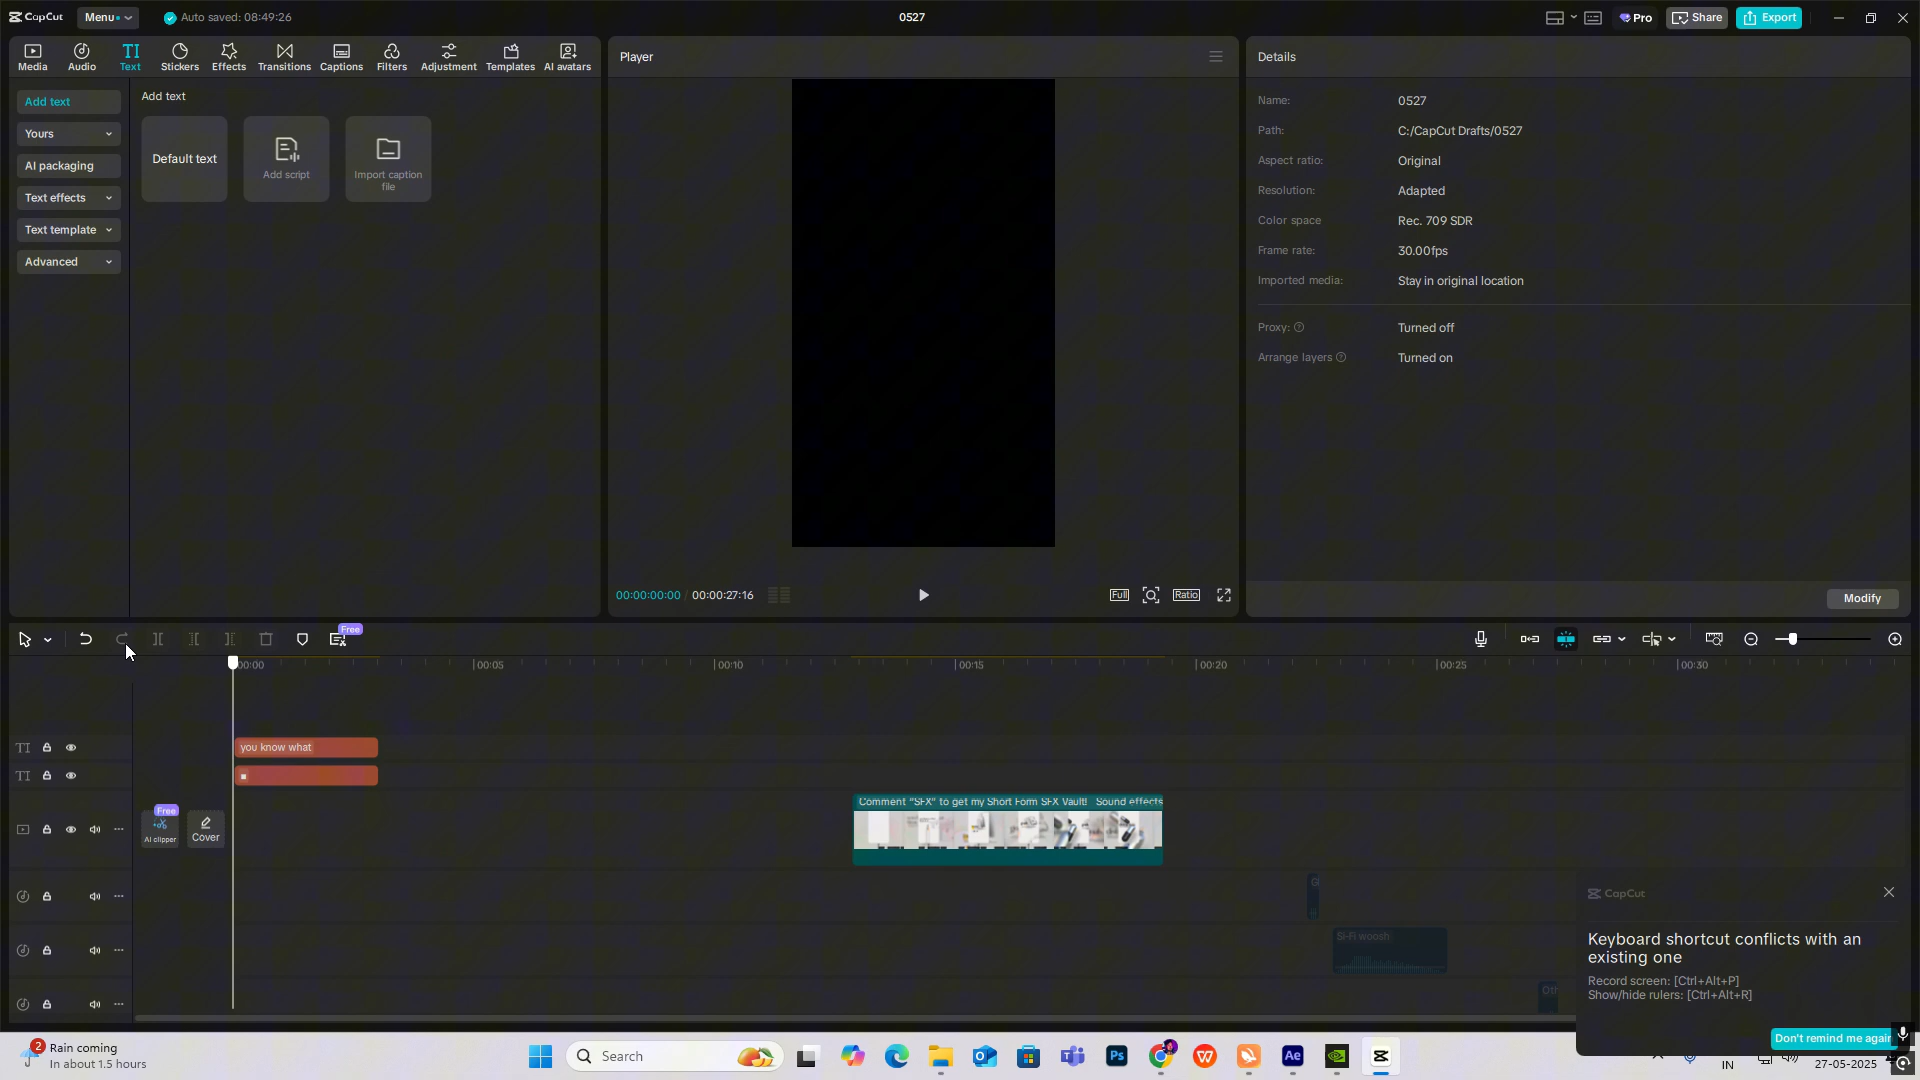 CapCut
Menu
Auto saved: 08:49:26
0527
Pro
Share
Export
Media
Audio
TI
Text
Stickers
Effects
Transitions
Captions
Filters
Adjustment
Templates
AI avatars
Player
Details
Add text
Yours
AI packaging
Text effects
Text template
Advanced
Add text
Default text
Add script
Import caption
file
Name:
0527
Path:
C:/CapCut Drafts/0527
Aspect ratio:
Original
Resolution:
Adapted
Color space
Rec. 709 SDR
Frame rate:
30.00fps
Imported media:
Stay in original location
Proxy:
Turned off
Arrange layers
Turned on
00:00:00:00 / 00:00:27:16
Full
Ratio
Modify
Free
00:00
00:05
00:10
00:15
00:20
00:25
00:30
TI
you know what
TI
Free
AI clipper
Cover
Comment "SFX" to get my Short Form SFX Vault! Sound effects
G
Si-Fi woosh
Oth
CapCut
Keyboard shortcut conflicts with an
existing one
Record screen: [Ctrl+Alt+P]
Show/hide rulers: [Ctrl+Alt+R]
Don't remind me again
2
Rain coming
In about 1.5 hours
Search
Ps
Ae
IN
27-05-2025